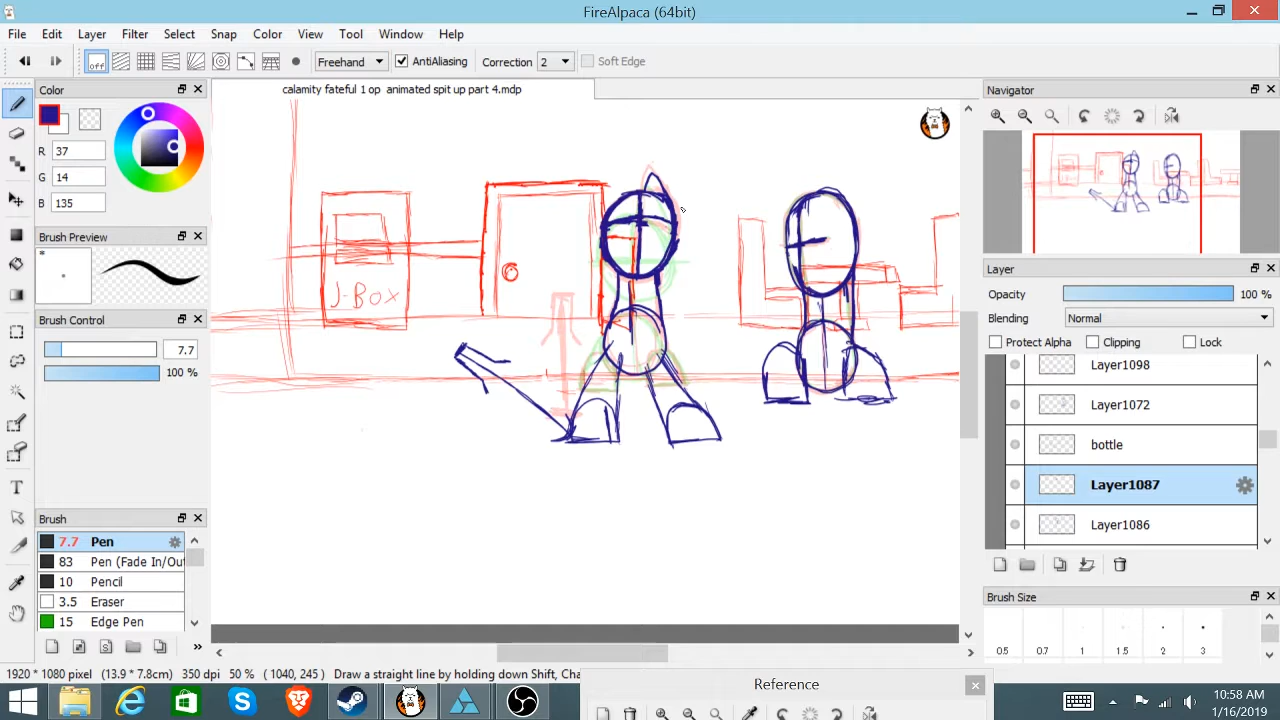 FireAlpaca (64bit)
File Edit Layer Filter Select Snap Color View Tool Window Help
off Freehand AntiAliasing Correction 2 Soft Edge
Color
calamity fateful 1 op animated spit up part 4.mdp
Navigator
R 37
G 14
B 135
Brush Preview
*
Brush Control
7.7
100 %
Layer
Opacity 100 %
Blending Normal
Protect Alpha Clipping Lock
Layer1098
Layer1072
bottle
Layer1087
Layer1086
J-Box
Brush
7.7 Pen
83 Pen (Fade In/Out
10 Pencil
3.5 Eraser
15 Edge Pen
»
Brush Size
0.5 0.7 1 1.5 2 3
1920 * 1080 pixel (13.9 * 7.8cm) 350 dpi 50 % ( 1040, 245 ) Draw a straight line by holding down Shift, Cha
Reference
10:58 AM
1/16/2019